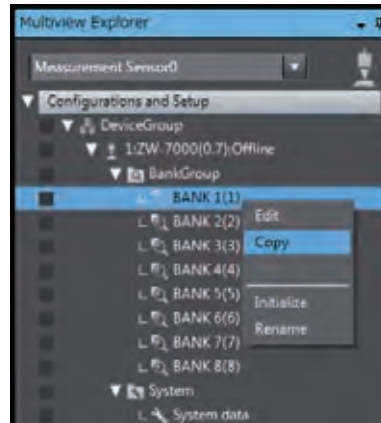 Multiview Explorer
Measurement Sensor0
Configurations and Setup
DeviceGroup
1:ZW-7000(0.7):Offline
BankGroup
BANK 1(1)
BANK 2(2)
Edit
BANK 3(3)
Copy
BANK 4(4)
BANK 5(5)
Initialize
BANK 6(6)
Rename
BANK 7(7)
BANK 8(8)
System
System data